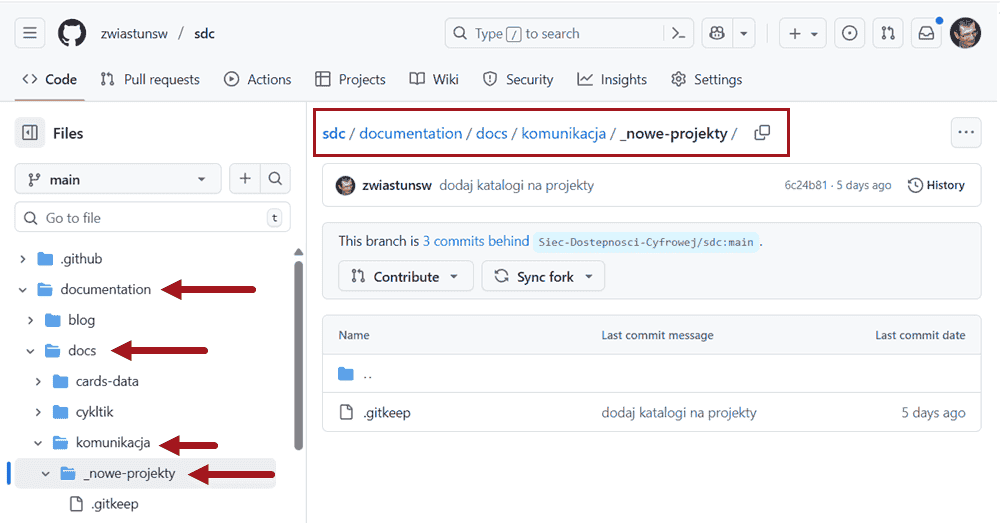 zwiastunsw / sdc
Type / to search
Code
Pull requests
Actions
Projects
Wiki
Security
Insights
Settings
Files
main
Go to file
t
.github
documentation
blog
docs
cards-data
cykltik
komunikacja
_nowe-projekty
.gitkeep
sdc / documentation / docs / komunikacja / _nowe-projekty /
zwiastunsw dodaj katalogi na projekty
6c24b81 · 5 days ago
History
This branch is 3 commits behind Siec-Dostepnosci-Cyfrowej/sdc:main .
Contribute
Sync fork
Name Last commit message Last commit date
..
.gitkeep dodaj katalogi na projekty 5 days ago